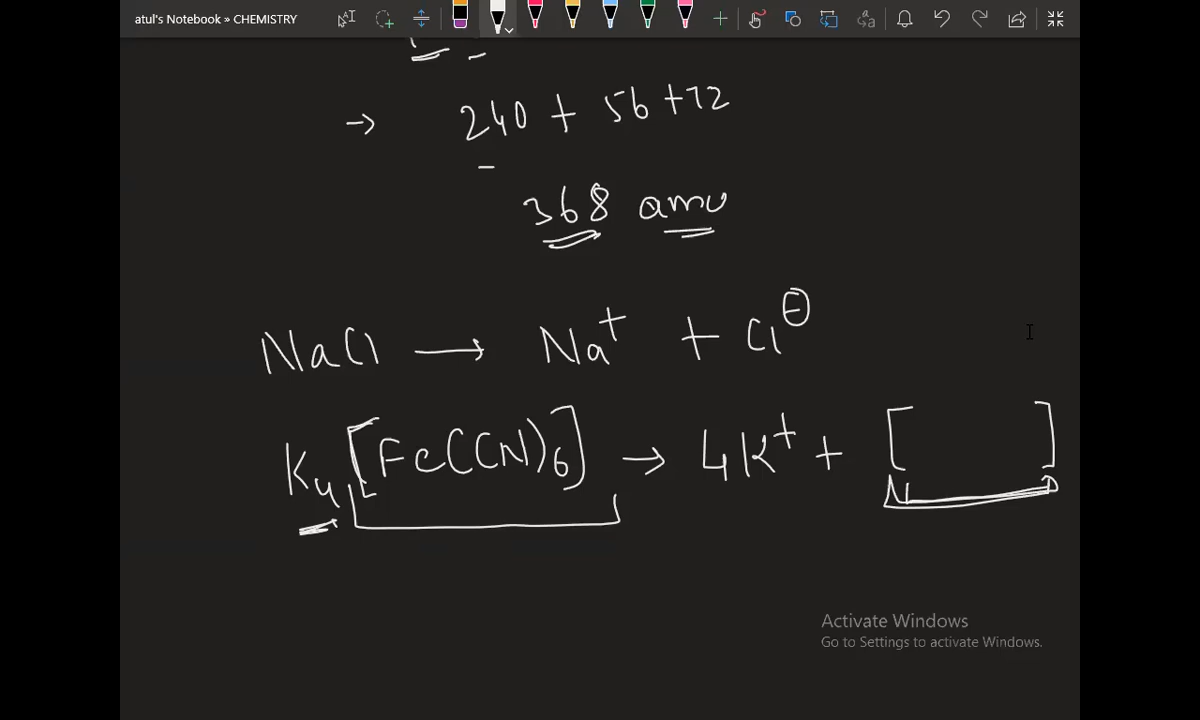 atul's Notebook » CHEMISTRY
→ 240 + 56 +72
368 amu
NaCl → Na⁺ + Cl⊖
K₄[Fe(CN)₆] → 4K⁺ + [ ]
Activate Windows
Go to Settings to activate Windows.